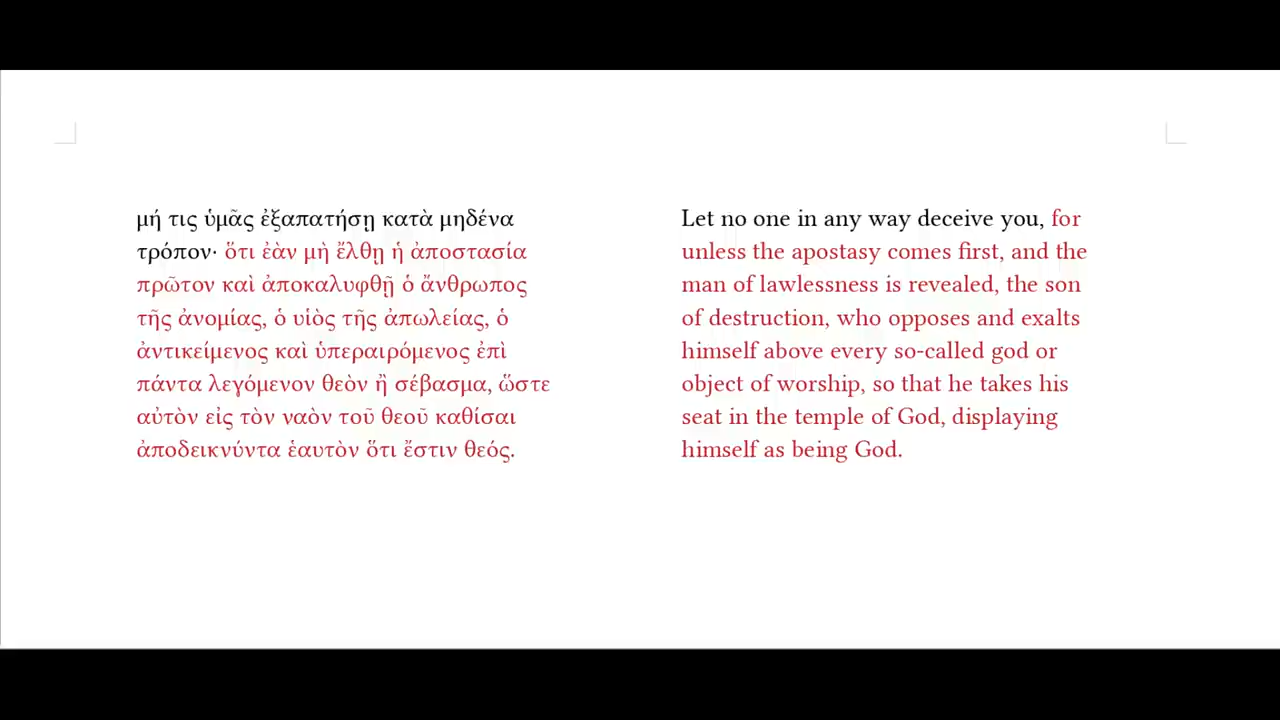 μή τις ὑμᾶς ἐξαπατήσῃ κατὰ μηδένα
τρόπον· ὅτι ἐὰν μὴ ἔλθῃ ἡ ἀποστασία
πρῶτον καὶ ἀποκαλυφθῇ ὁ ἄνθρωπος
τῆς ἀνομίας, ὁ υἱὸς τῆς ἀπωλείας, ὁ
ἀντικείμενος καὶ ὑπεραιρόμενος ἐπὶ
πάντα λεγόμενον θεὸν ἢ σέβασμα, ὥστε
αὐτὸν εἰς τὸν ναὸν τοῦ θεοῦ καθίσαι
ἀποδεικνύντα ἑαυτὸν ὅτι ἔστιν θεός.
Let no one in any way deceive you, for
unless the apostasy comes first, and the
man of lawlessness is revealed, the son
of destruction, who opposes and exalts
himself above every so-called god or
object of worship, so that he takes his
seat in the temple of God, displaying
himself as being God.